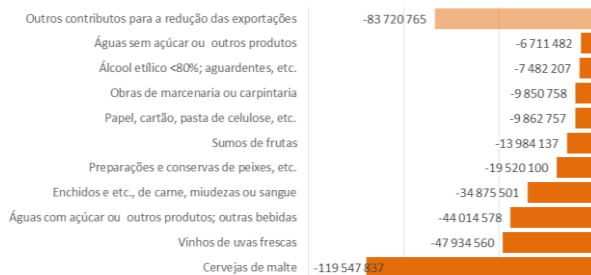 Outros contributos para a redução das exportações -83 720 765
Águas sem açúcar ou outros produtos -6 711 482
Álcool etílico <80%; aguardentes, etc. -7 482 207
Obras de marcenaria ou carpintaria -9 850 758
Papel, cartão, pasta de celulose, etc. -9 862 757
Sumos de frutas -13 984 137
Preparações e conservas de peixes, etc. -19 520 100
Enchidos e etc., de carne, miudezas ou sangue -34 875 501
Águas com açúcar ou outros produtos; outras bebidas -44 014 578
Vinhos de uvas frescas -47 934 560
Cervejas de malte -119 547 837